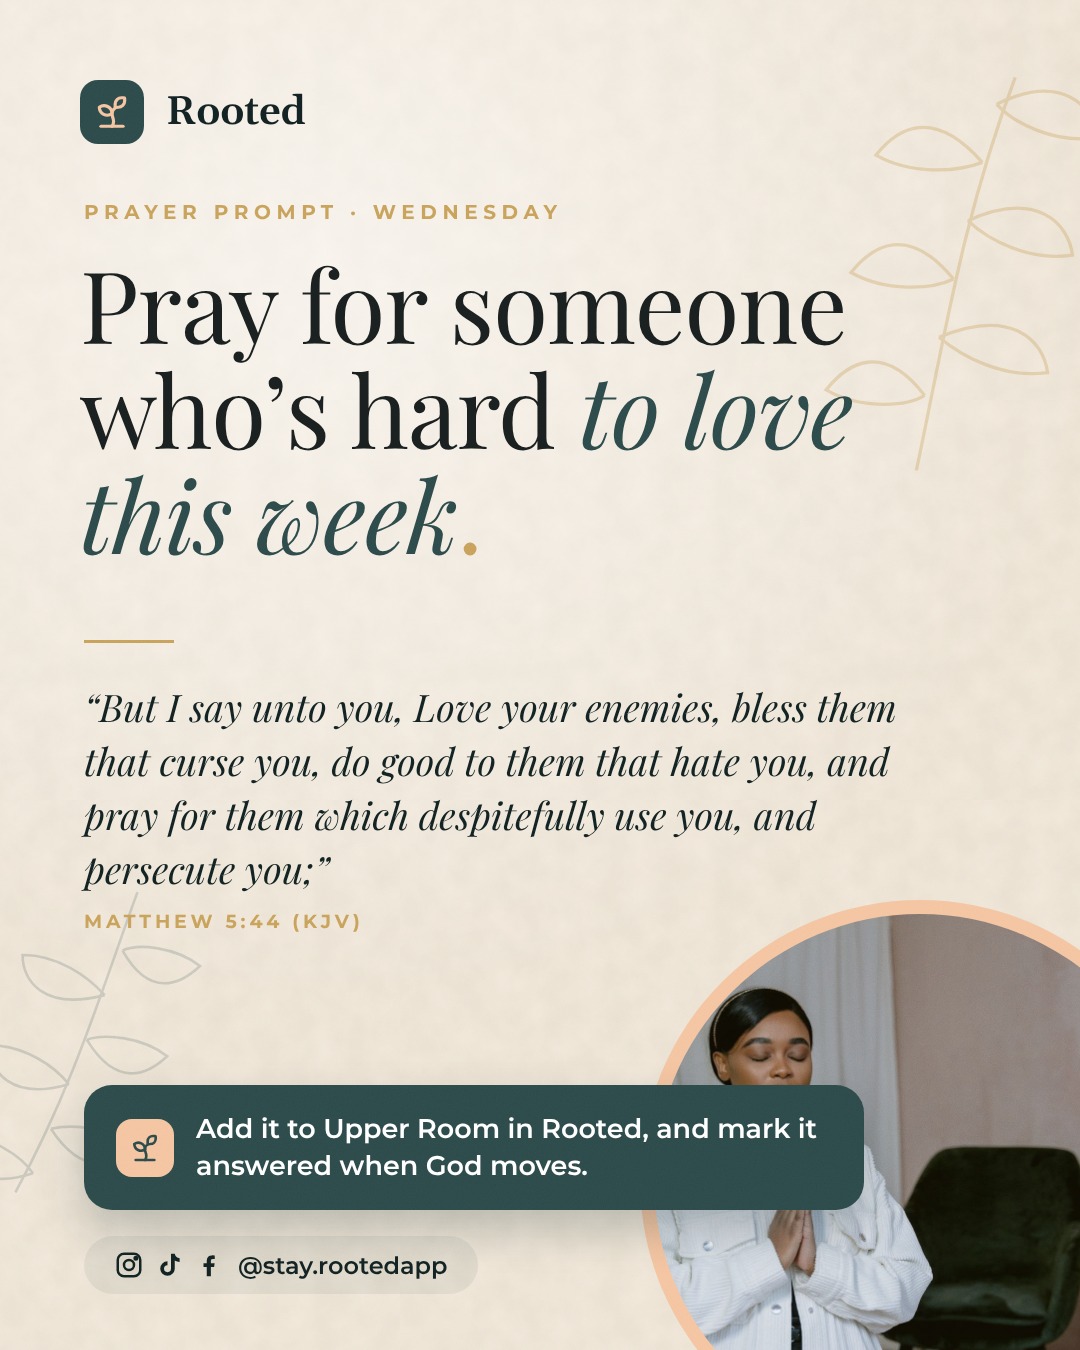 Rooted
PRAYER PROMPT · WEDNESDAY
Pray for someone
who’s hard to love
this week.
“But I say unto you, Love your enemies, bless them
that curse you, do good to them that hate you, and
pray for them which despitefully use you, and
persecute you;”
MATTHEW 5:44 (KJV)
Add it to Upper Room in Rooted, and mark it
answered when God moves.
@stay.rootedapp